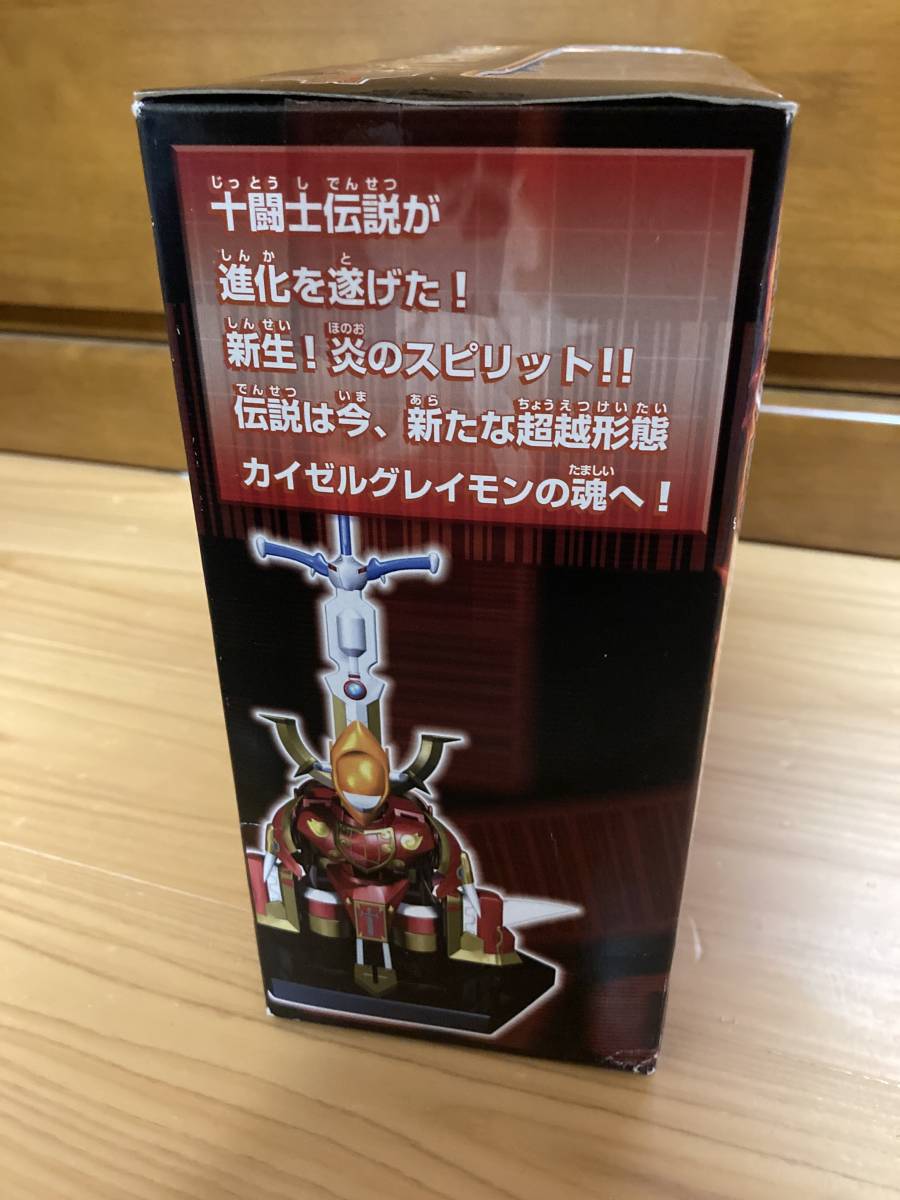 じっとう し でんせつ
十闘士伝説が
しんか と
進化を遂げた！
しんせい ほのお
新生！炎のスピリット!!
でんせつ いま あら ちょうえつけいたい
伝説は今、新たな超越形態
たましい
カイゼルグレイモンの魂へ！